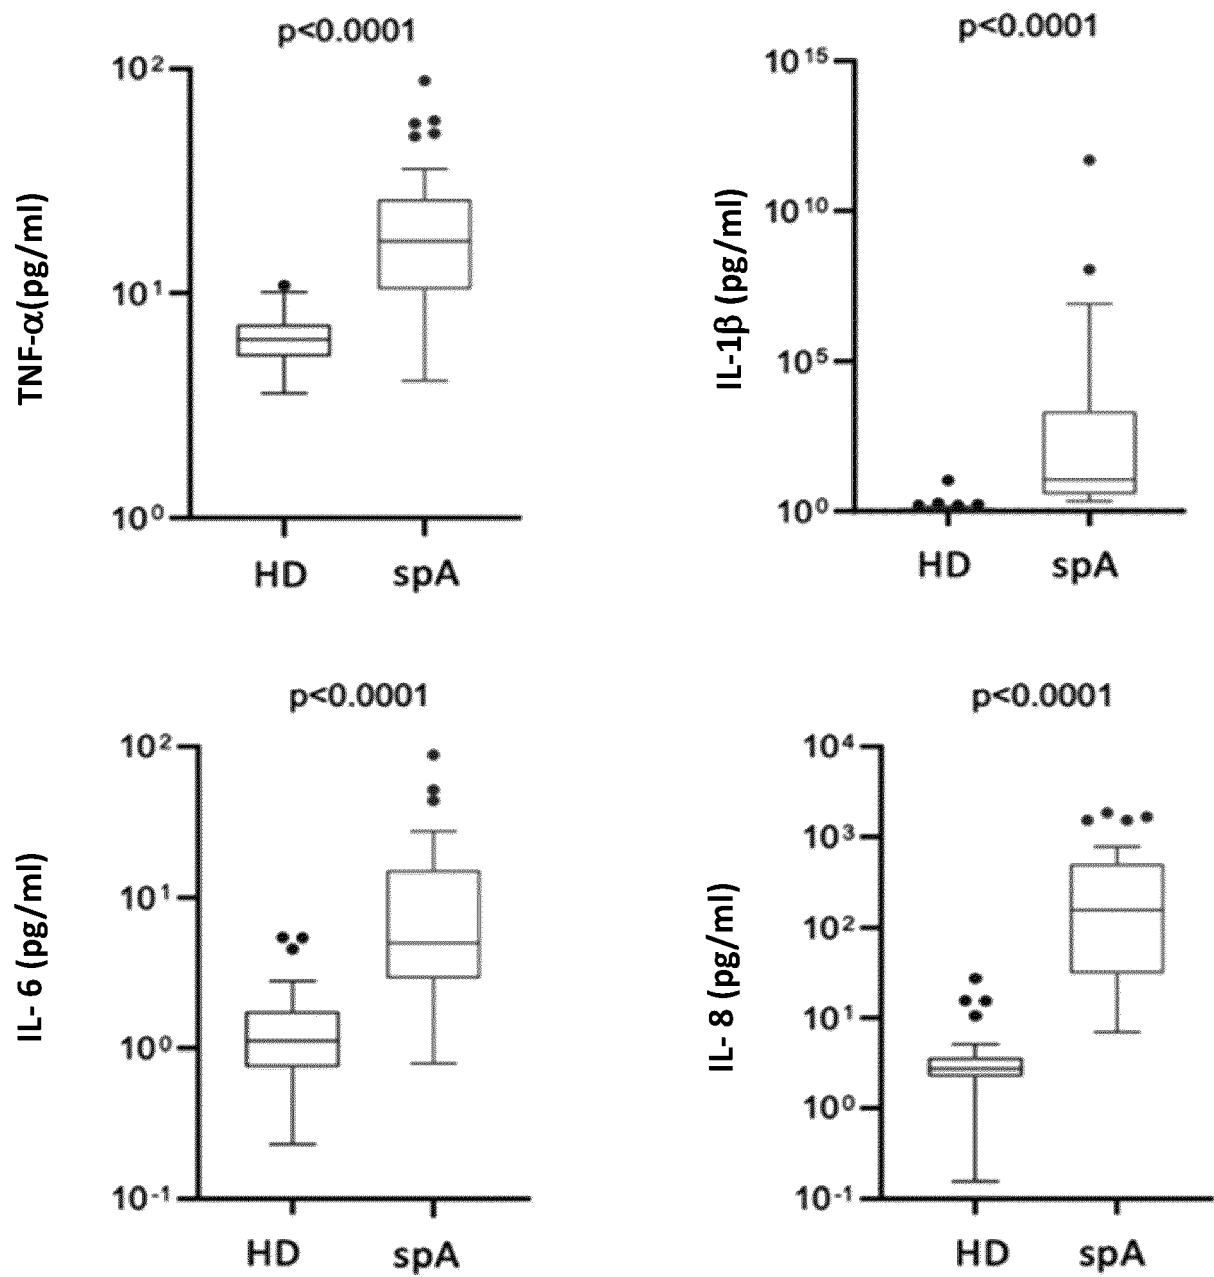 p<0.0001
TNF-α(pg/ml)
10²
10¹
10⁰
HD spA
p<0.0001
IL-1β (pg/ml)
10¹⁵
10¹⁰
10⁵
10⁰
HD spA
p<0.0001
IL- 6 (pg/ml)
10²
10¹
10⁰
10⁻¹
HD spA
p<0.0001
IL- 8 (pg/ml)
10⁴
10³
10²
10¹
10⁰
10⁻¹
HD spA